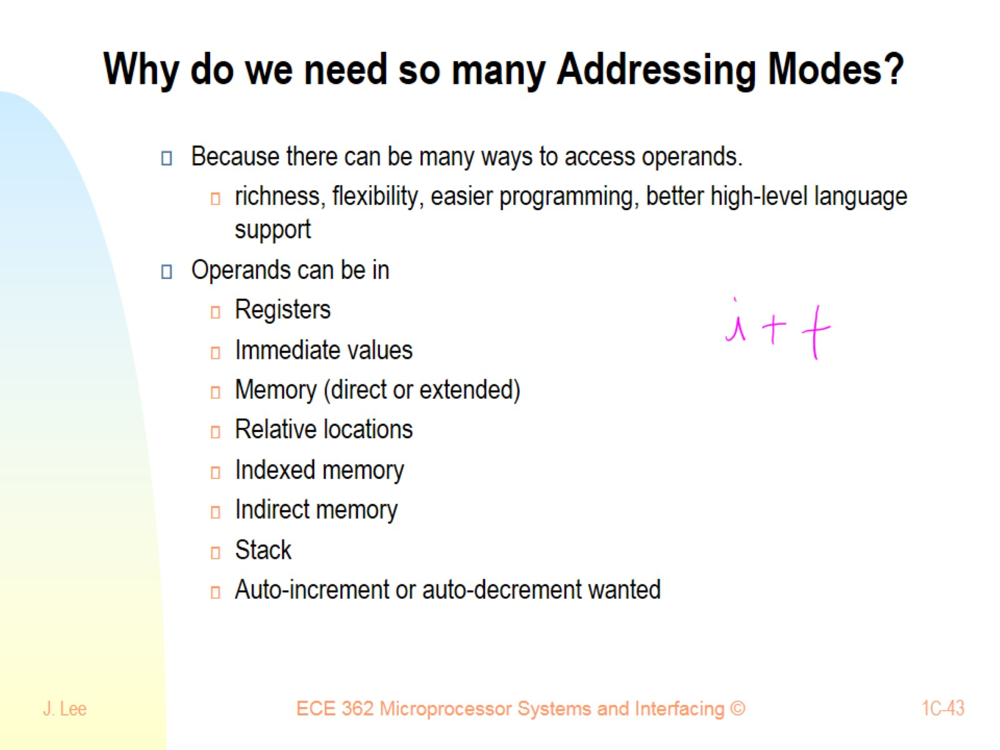 Why do we need so many Addressing Modes?
Because there can be many ways to access operands.
richness, flexibility, easier programming, better high-level language
support
Operands can be in
Registers
Immediate values
i++
Memory (direct or extended)
Relative locations
Indexed memory
Indirect memory
Stack
Auto-increment or auto-decrement wanted
J. Lee
ECE 362 Microprocessor Systems and Interfacing ©
1C-43